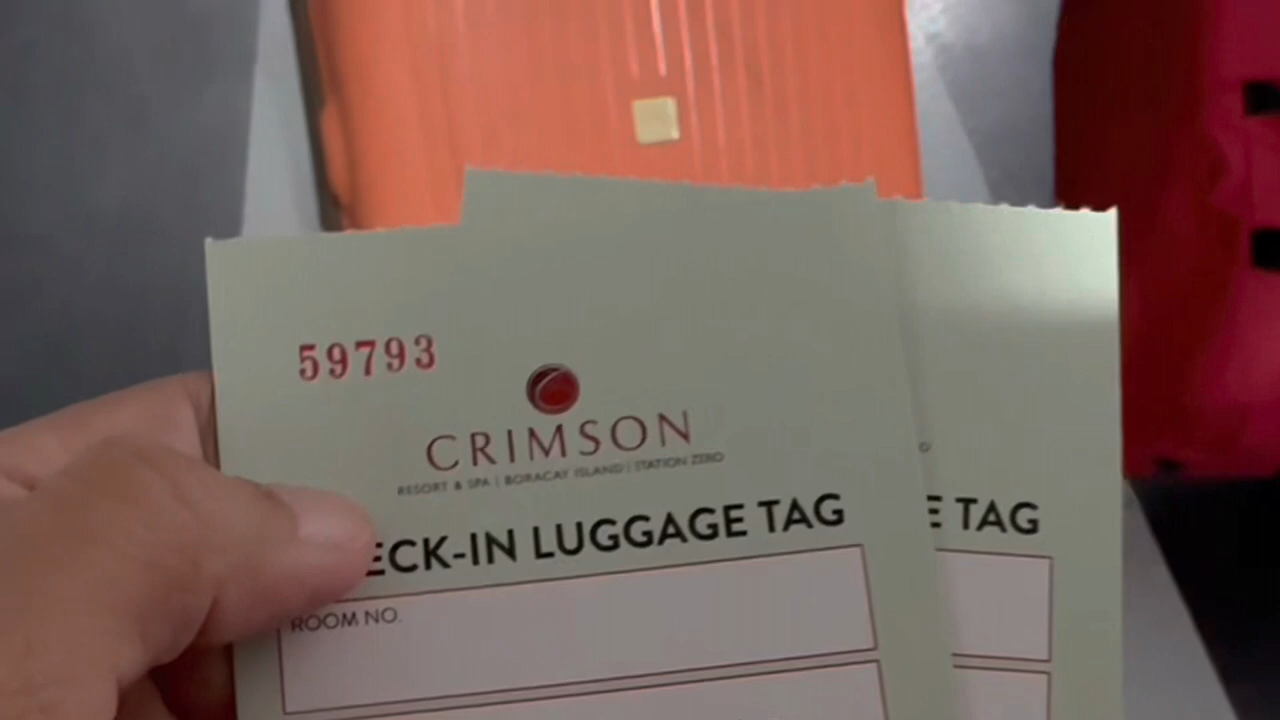 59793
CRIMSON
RESORT & SPA | BORACAY ISLAND | STATION ZERO
ECK-IN LUGGAGE TAG
ROOM NO.
E TAG